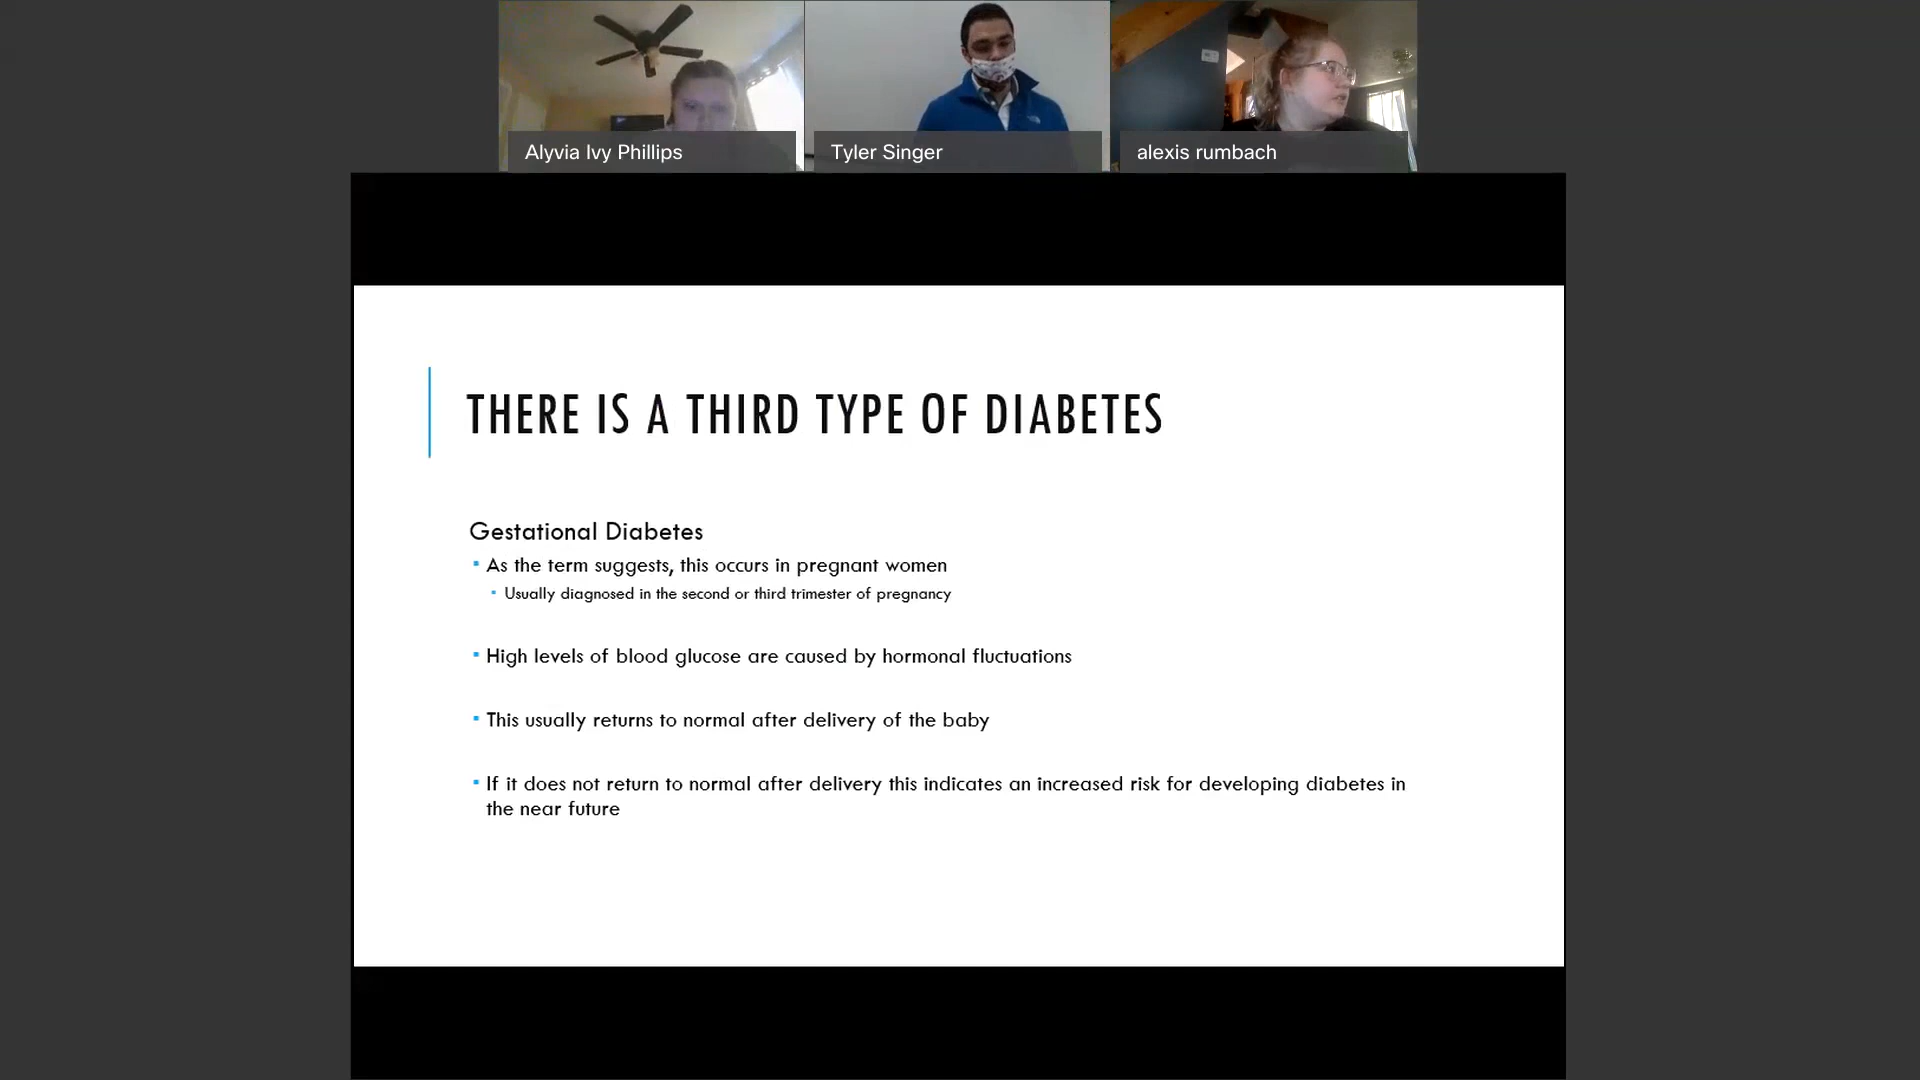 Alyvia Ivy Phillips
Tyler Singer
alexis rumbach
THERE IS A THIRD TYPE OF DIABETES
Gestational Diabetes
As the term suggests, this occurs in pregnant women
Usually diagnosed in the second or third trimester of pregnancy
High levels of blood glucose are caused by hormonal fluctuations
This usually returns to normal after delivery of the baby
If it does not return to normal after delivery this indicates an increased risk for developing diabetes in
the near future